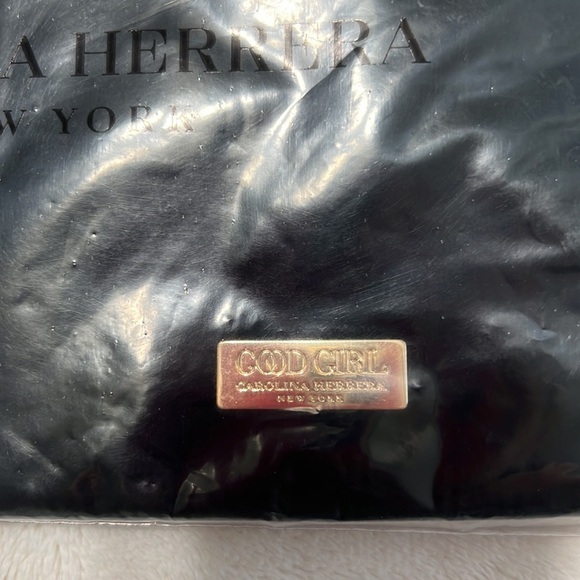 A HERRERA
W YORK
GOOD GIRL
CAROLINA HERRERA
NEW YORK